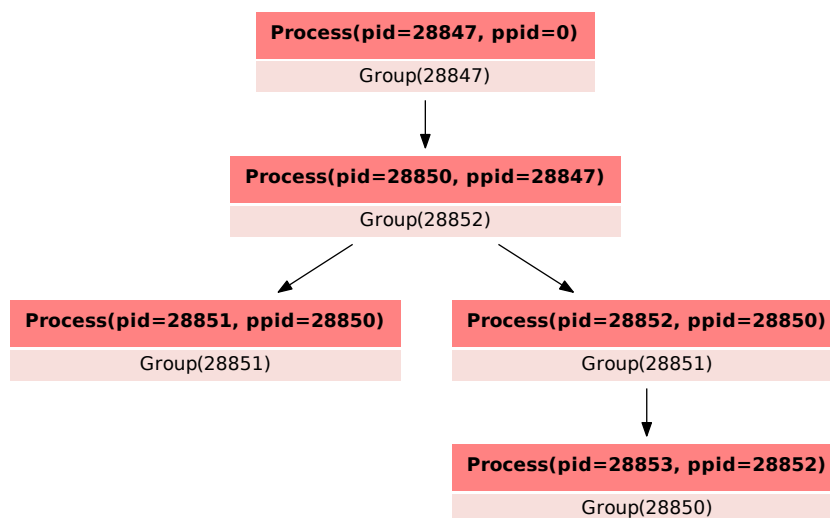 Process(pid=28847, ppid=0)
Group(28847)
Process(pid=28850, ppid=28847)
Group(28852)
Process(pid=28851, ppid=28850)
Group(28851)
Process(pid=28852, ppid=28850)
Group(28851)
Process(pid=28853, ppid=28852)
Group(28850)